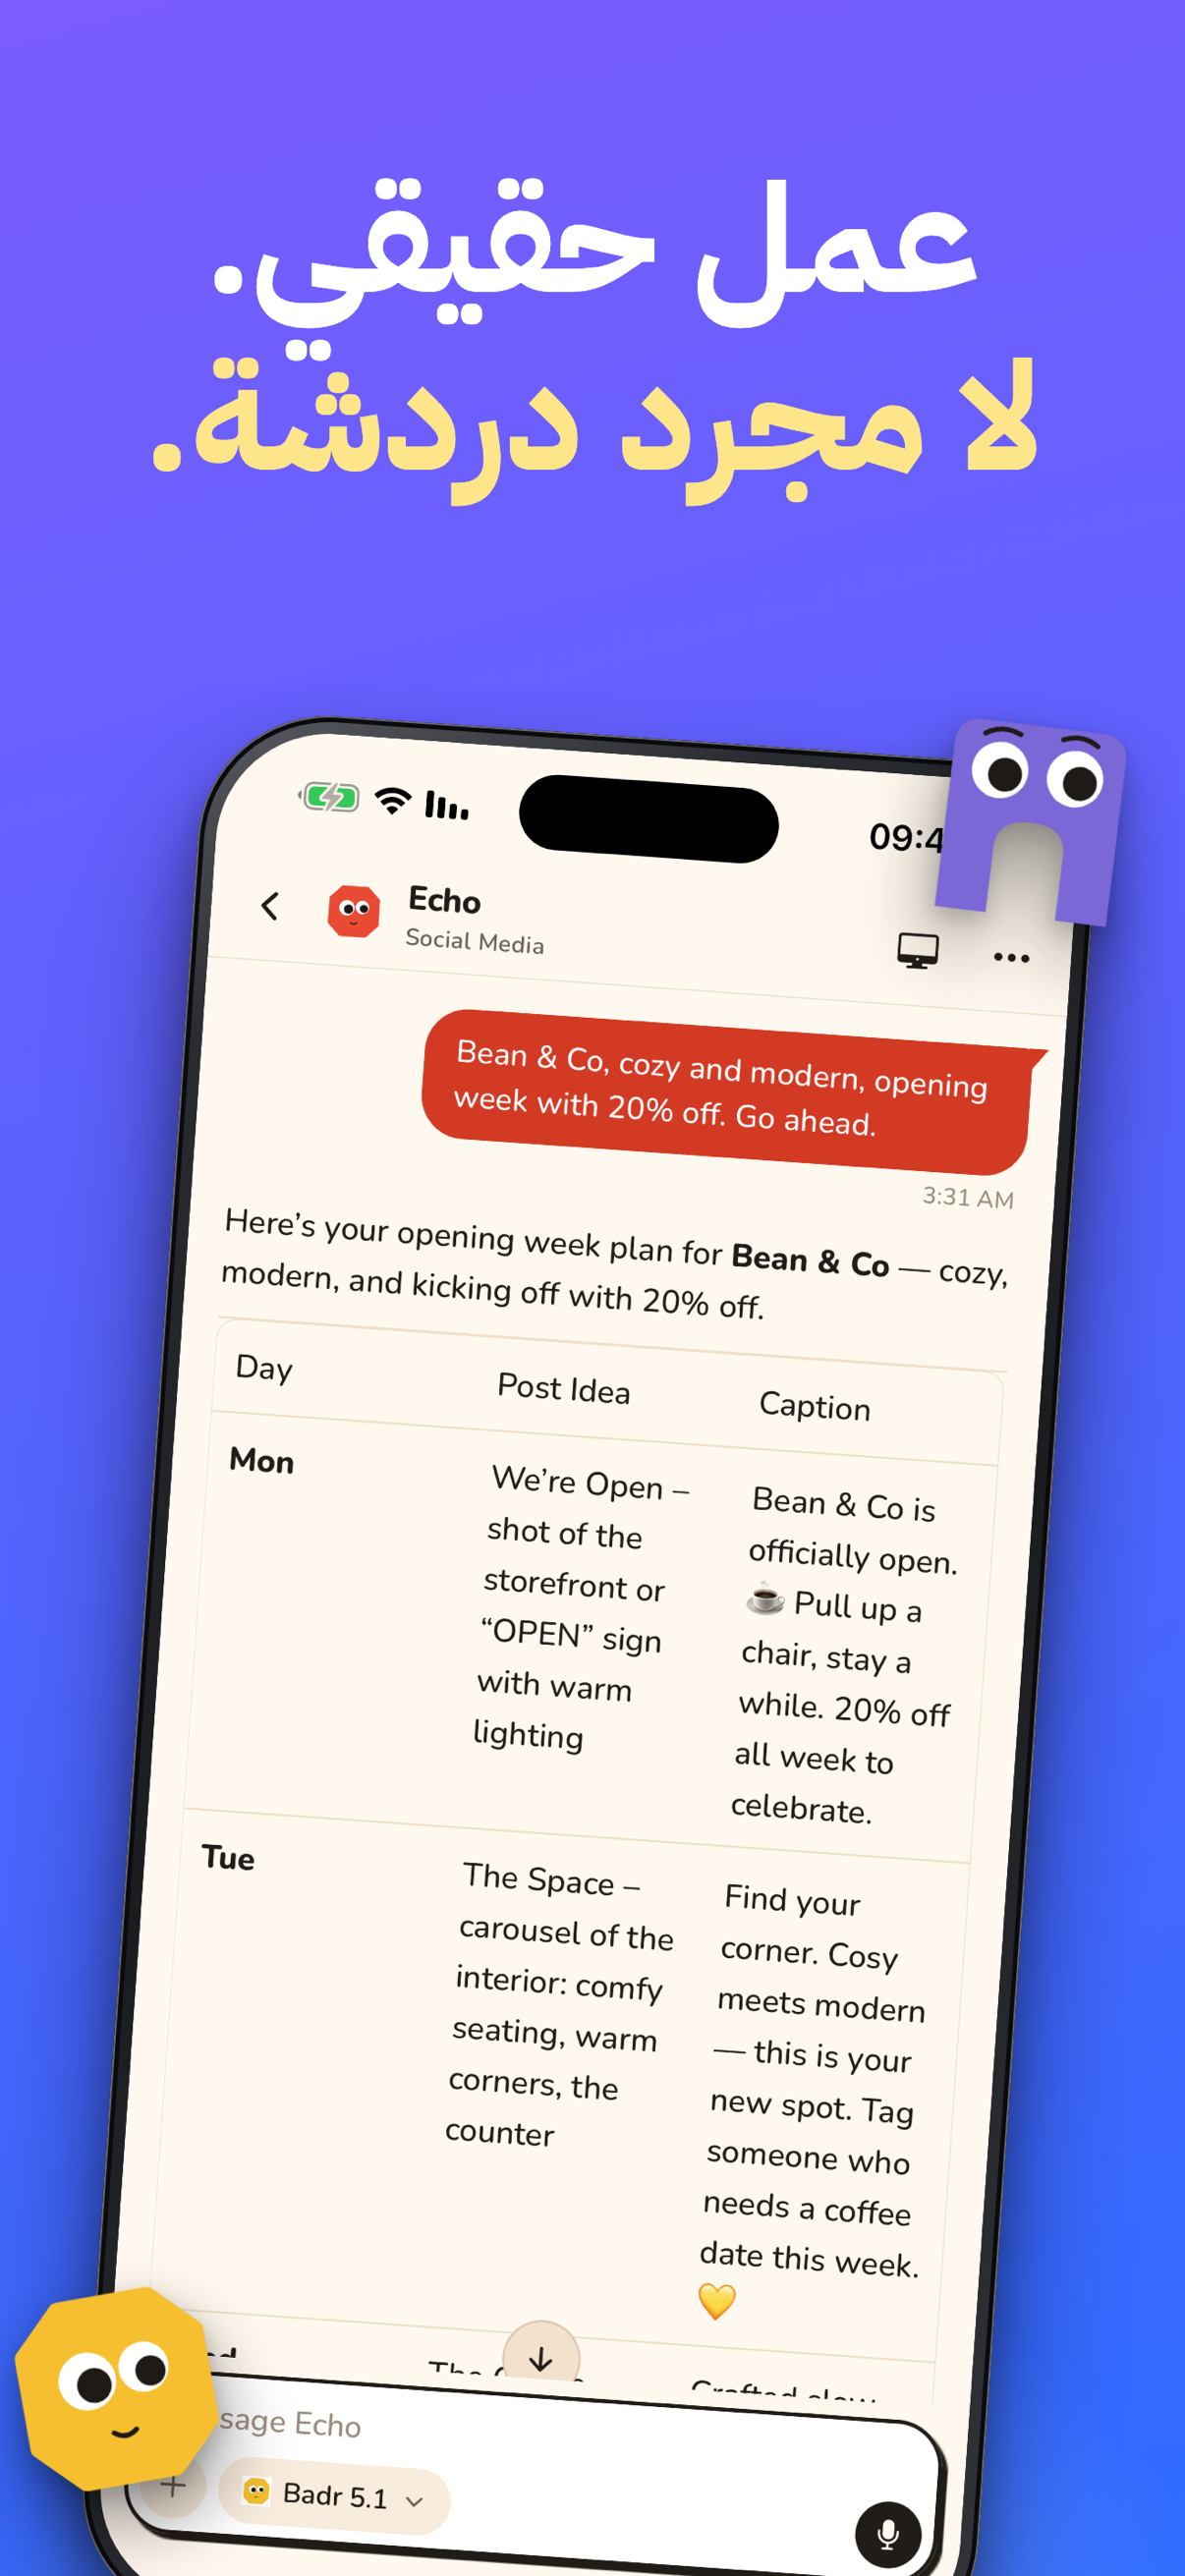 عمل حقيقي.
لا مجرد دردشة.
09:4
Echo
Social Media
Bean & Co, cozy and modern, opening
week with 20% off. Go ahead.
3:31 AM
Here’s your opening week plan for Bean & Co — cozy,
modern, and kicking off with 20% off.
Day
Post Idea
Caption
Mon
We’re Open –
shot of the
storefront or
“OPEN” sign
with warm
lighting
Bean & Co is
officially open.
☕ Pull up a
chair, stay a
while. 20% off
all week to
celebrate.
Tue
The Space –
carousel of the
interior: comfy
seating, warm
corners, the
counter
Find your
corner. Cosy
meets modern
— this is your
new spot. Tag
someone who
needs a coffee
date this week.
💛
The
Crafted slow
sage Echo
Badr 5.1